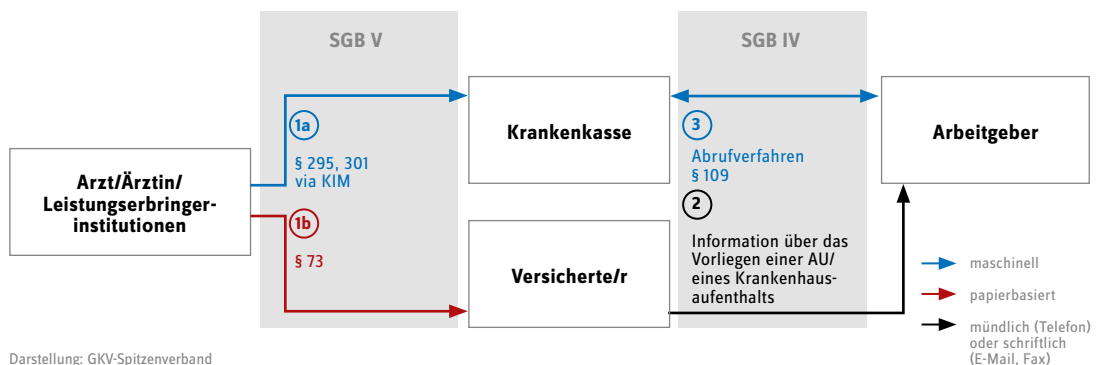 SGB V
SGB IV
1a
§ 295, 301
via KIM
Krankenkasse
3
Abrufverfahren
§ 109
Arbeitgeber
Arzt/Ärztin/
Leistungserbringer-
institutionen
1b
§ 73
Versicherte/r
2
Information über das
Vorliegen einer AU/
eines Krankenhaus-
aufenthalts
maschinell
papierbasiert
mündlich (Telefon)
oder schriftlich
(E-Mail, Fax)
Darstellung: GKV-Spitzenverband